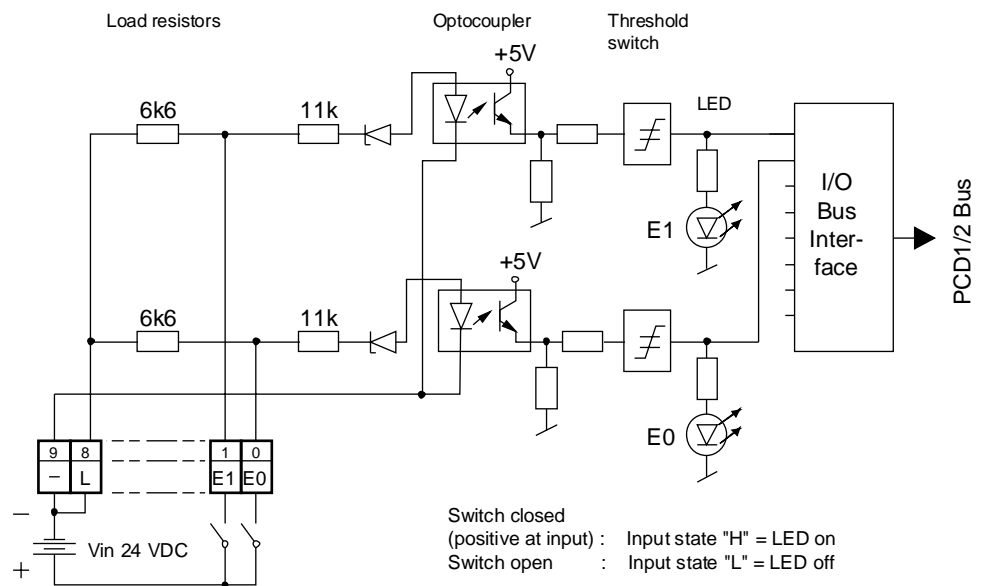 Load resistors
Optocoupler
Threshold
switch
+5V
6k6
11k
LED
I/O
Bus
Inter-
face
PCD1/2 Bus
E1
+5V
6k6
11k
E0
9 8 1 0
– L E1 E0
–
Vin 24 VDC
+
Switch closed
(positive at input) : Input state "H" = LED on
Switch open : Input state "L" = LED off